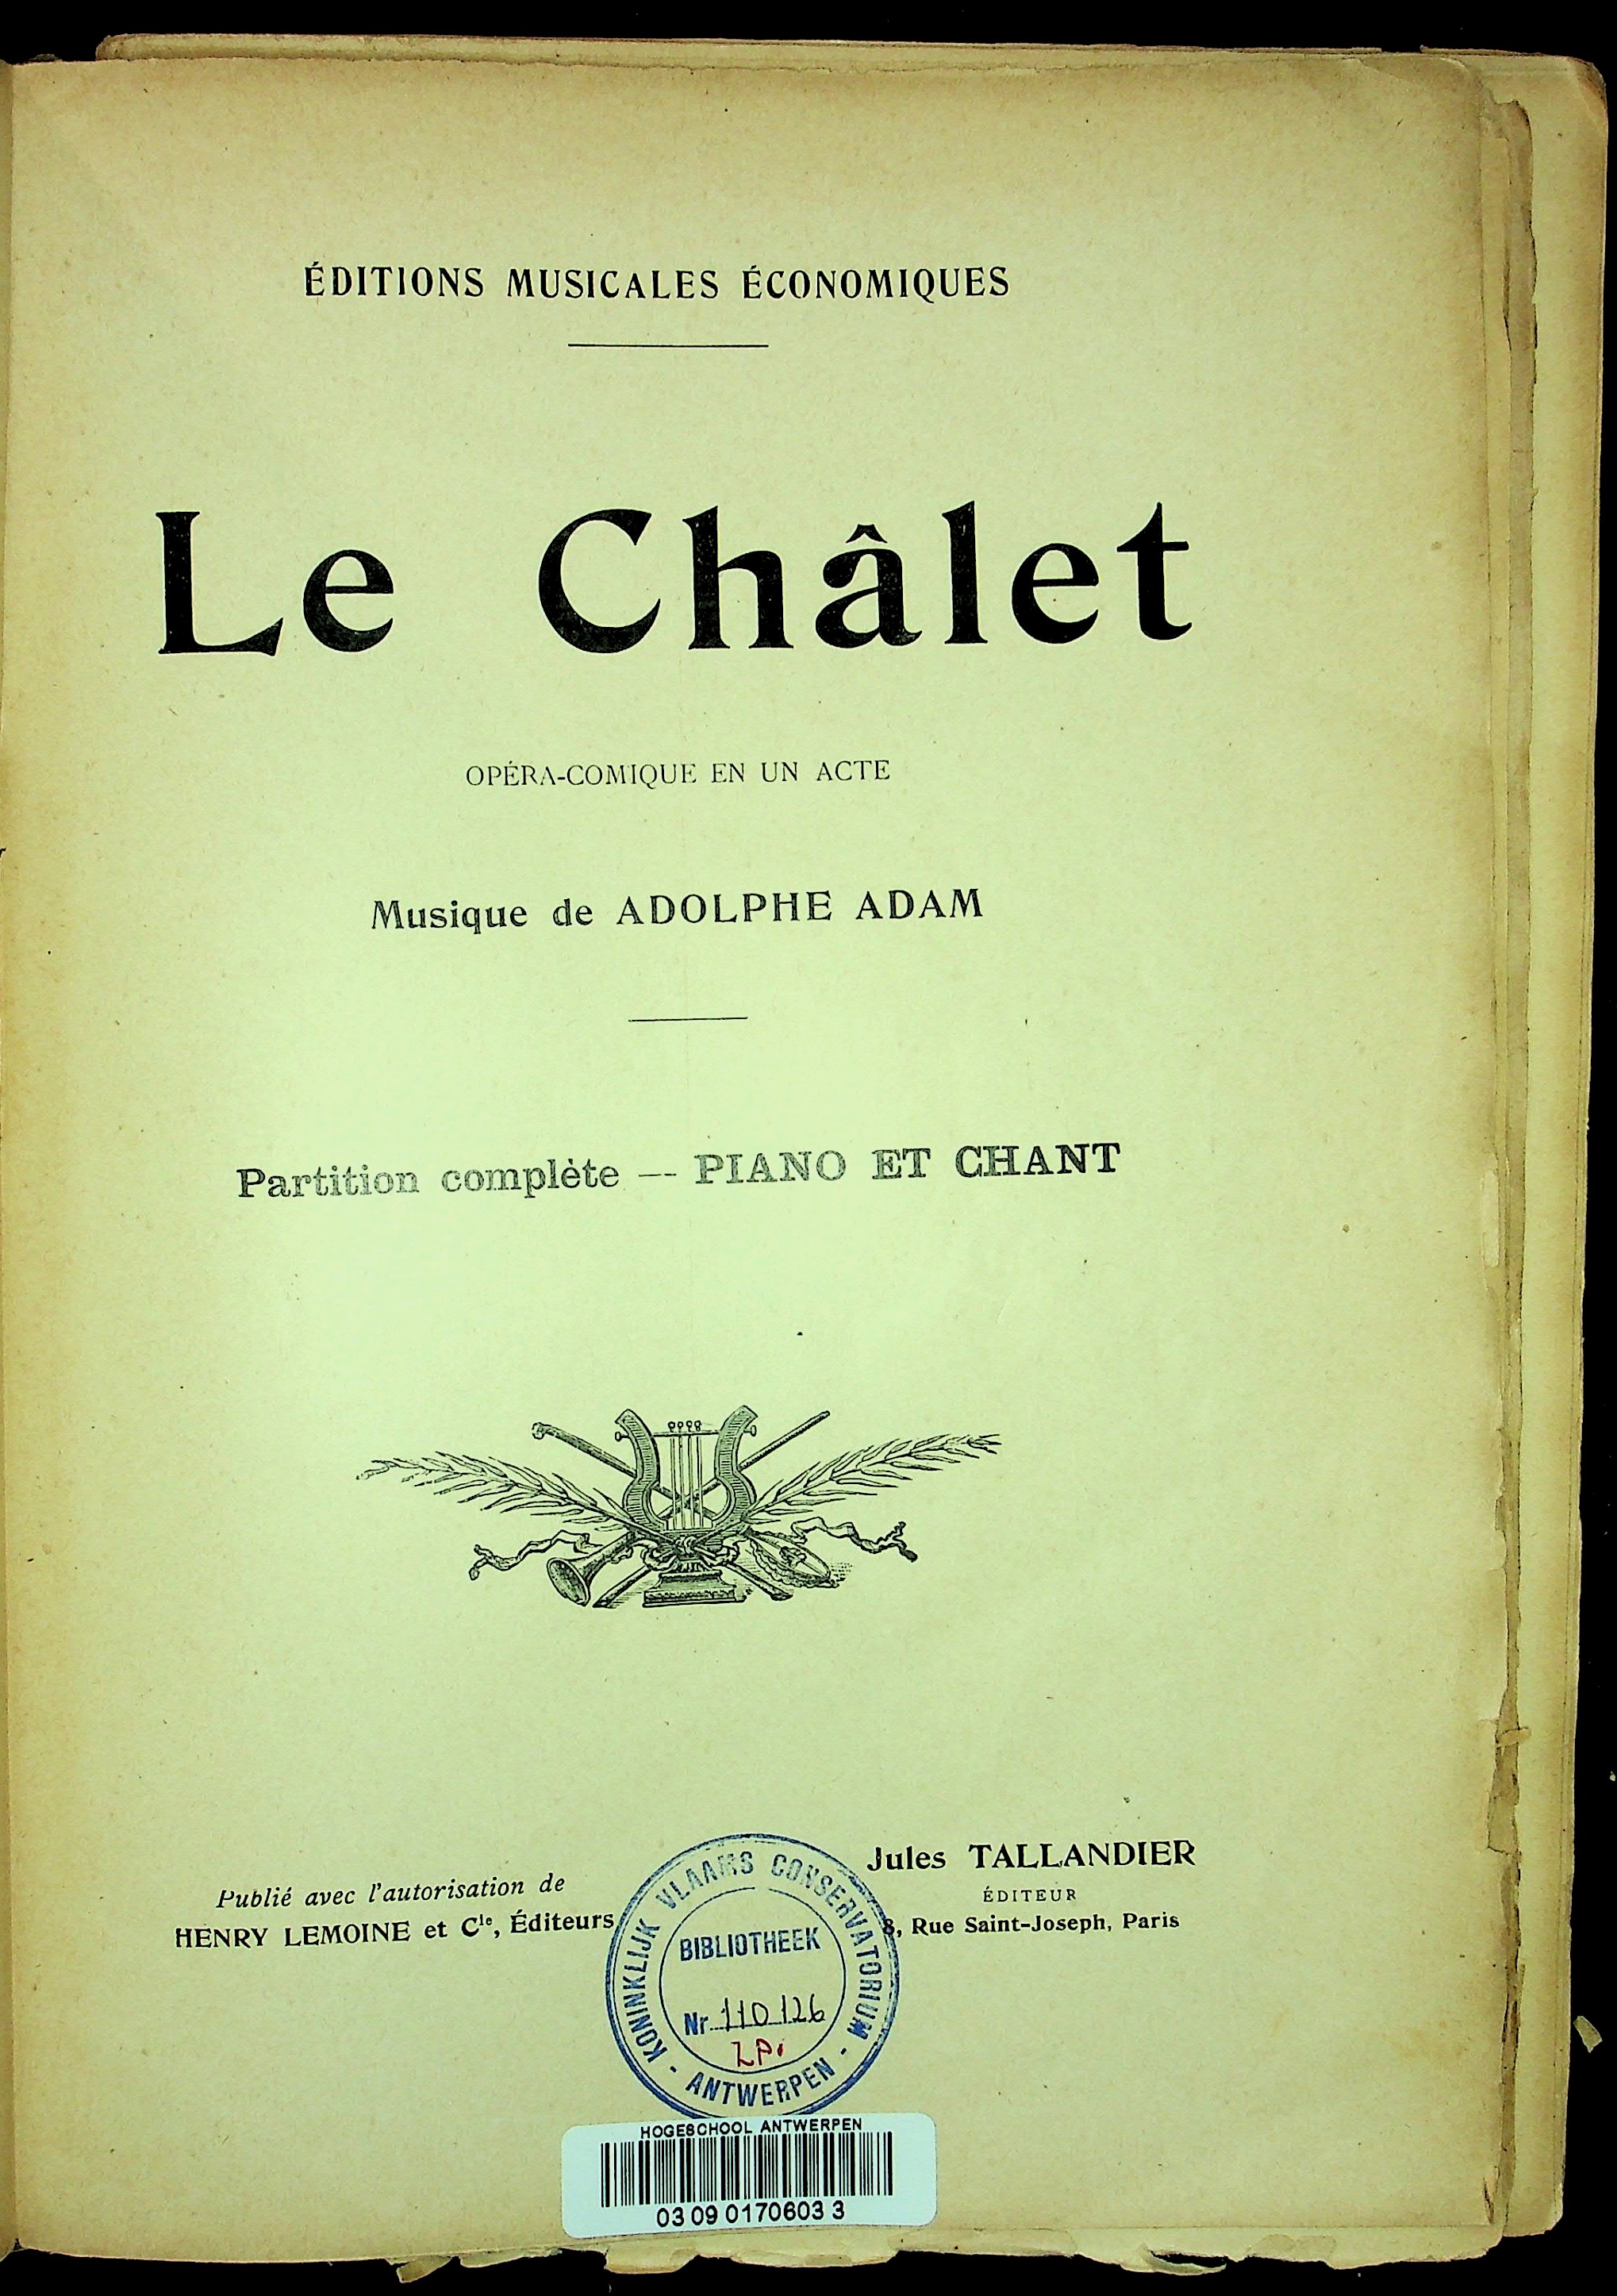 ÉDITIONS MUSICALES ÉCONOMIQUES
Le Châlet
OPÉRA-COMIQUE EN UN ACTE
Musique de ADOLPHE ADAM
Partition complète — PIANO ET CHANT
Publié avec l'autorisation de
HENRY LEMOINE et Cie, Éditeurs
Jules TALLANDIER
ÉDITEUR
8, Rue Saint-Joseph, Paris
KONINKLIJK VLAAMS CONSERVATORIUM
- ANTWERPEN -
BIBLIOTHEEK
Nr 110126
HOGESCHOOL ANTWERPEN
03 09 0170603 3